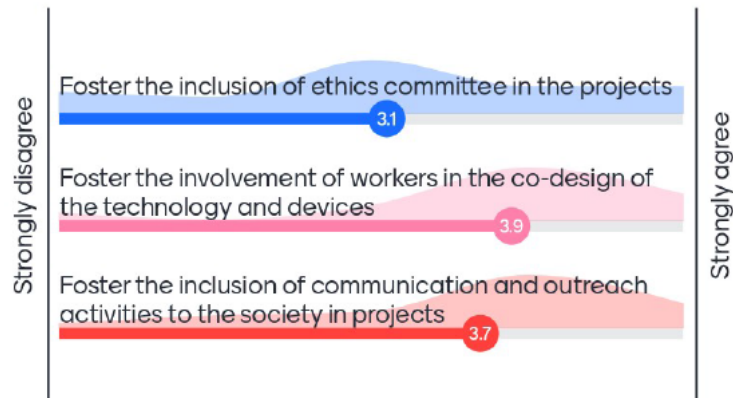 Strongly disagree
Foster the inclusion of ethics committee in the projects
3.1
Foster the involvement of workers in the co-design of
the technology and devices
3.9
Foster the inclusion of communication and outreach
activities to the society in projects
3.7
Strongly agree